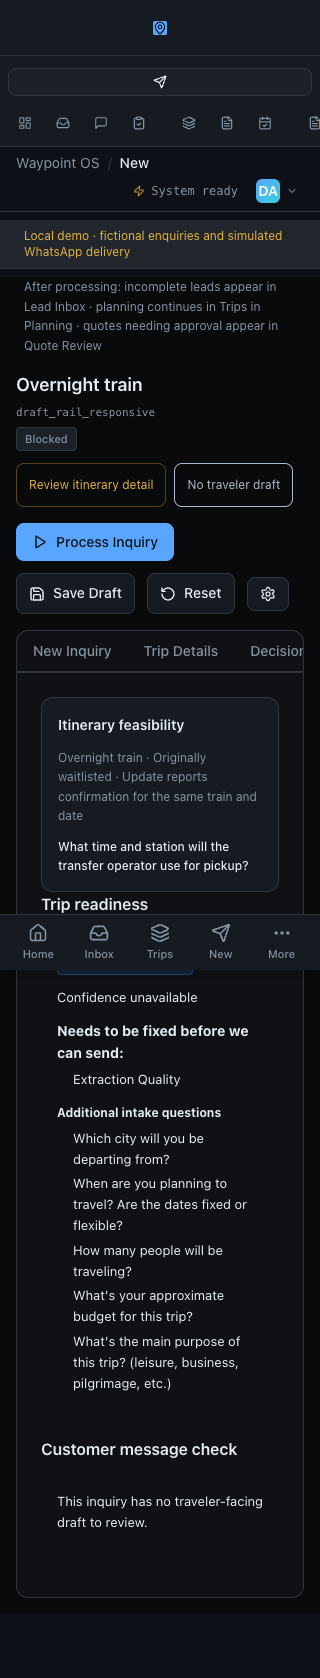 Waypoint OS / New
System ready DA
Local demo · fictional enquiries and simulated
WhatsApp delivery
After processing: incomplete leads appear in
Lead Inbox · planning continues in Trips in
Planning · quotes needing approval appear in
Quote Review
Overnight train
draft_rail_responsive
Blocked
Review itinerary detail
No traveler draft
Process Inquiry
Save Draft
Reset
New Inquiry
Trip Details
Decision
Itinerary feasibility
Overnight train · Originally
waitlisted · Update reports
confirmation for the same train and
date
What time and station will the
transfer operator use for pickup?
Trip readiness
Home
Inbox
Trips
New
More
Confidence unavailable
Needs to be fixed before we
can send:
Extraction Quality
Additional intake questions
Which city will you be
departing from?
When are you planning to
travel? Are the dates fixed or
flexible?
How many people will be
traveling?
What's your approximate
budget for this trip?
What's the main purpose of
this trip? (leisure, business,
pilgrimage, etc.)
Customer message check
This inquiry has no traveler-facing
draft to review.